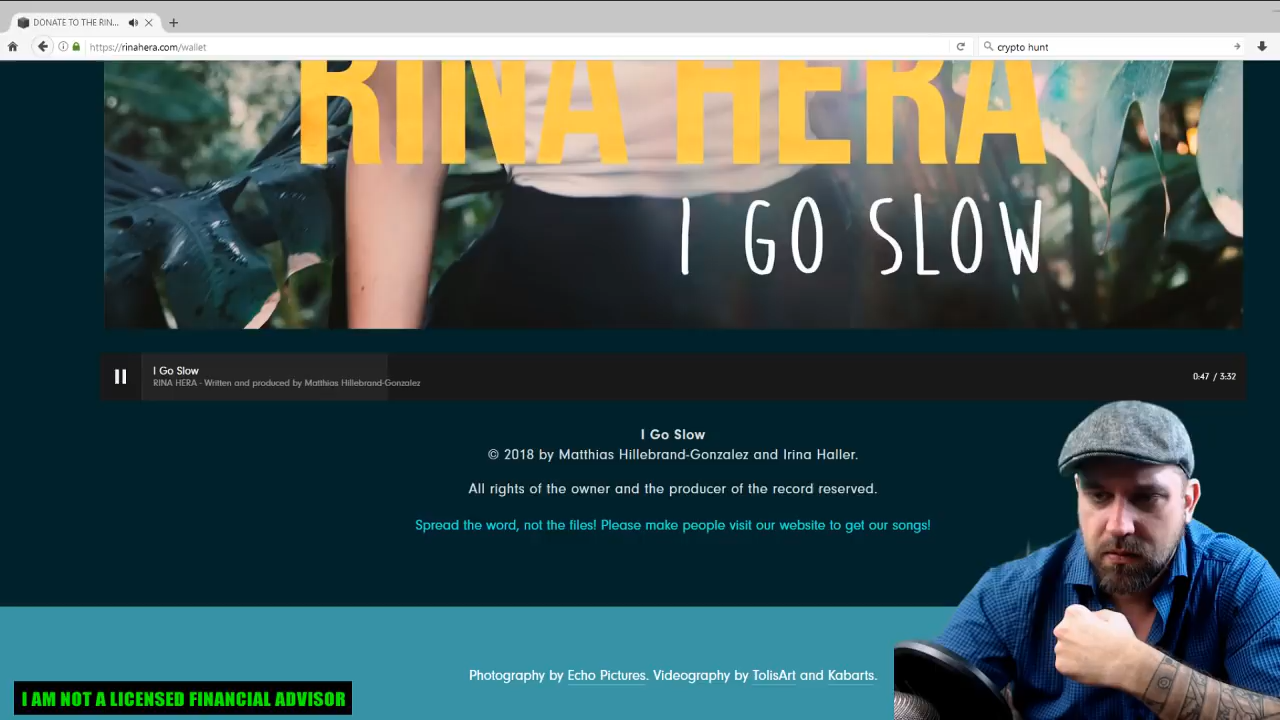 DONATE TO THE RIN...
https://rinahera.com/wallet
crypto hunt
RINA HERA
I GO SLOW
I Go Slow
RINA HERA - Written and produced by Matthias Hillebrand-Gonzalez
0:47 / 3:32
I Go Slow
© 2018 by Matthias Hillebrand-Gonzalez and Irina Haller.
All rights of the owner and the producer of the record reserved.
Spread the word, not the files! Please make people visit our website to get our songs!
Photography by Echo Pictures. Videography by TolisArt and Kabarts.
I AM NOT A LICENSED FINANCIAL ADVISOR